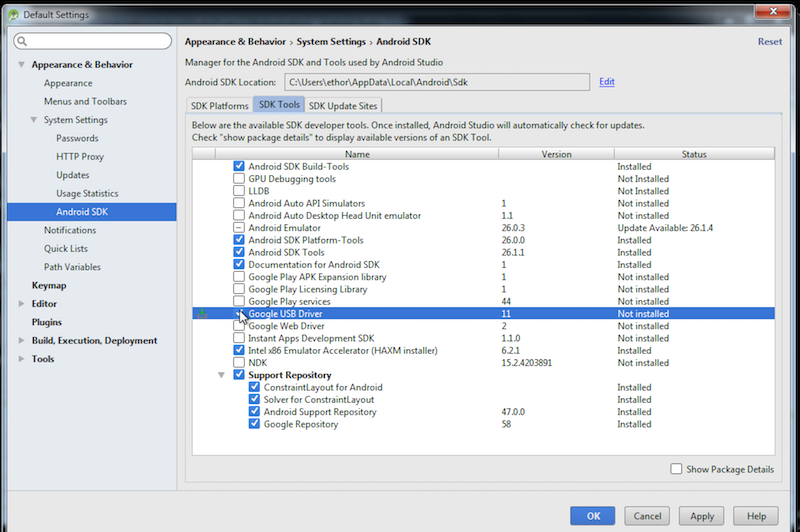 Default Settings
Appearance & Behavior › System Settings › Android SDK
Reset
Manager for the Android SDK and Tools used by Android Studio
Android SDK Location: C:\Users\ethor\AppData\Local\Android\Sdk Edit
Appearance & Behavior
Appearance
Menus and Toolbars
System Settings
Passwords
HTTP Proxy
Updates
Usage Statistics
Android SDK
Notifications
Quick Lists
Path Variables
Keymap
Editor
Plugins
Build, Execution, Deployment
Tools
SDK Platforms SDK Tools SDK Update Sites
Below are the available SDK developer tools. Once installed, Android Studio will automatically check for updates.
Check "show package details" to display available versions of an SDK Tool.
Name Version Status
Android SDK Build-Tools Installed
GPU Debugging tools Not Installed
LLDB Not Installed
Android Auto API Simulators 1 Not installed
Android Auto Desktop Head Unit emulator 1.1 Not installed
Android Emulator 26.0.3 Update Available: 26.1.4
Android SDK Platform-Tools 26.0.0 Installed
Android SDK Tools 26.1.1 Installed
Documentation for Android SDK 1 Installed
Google Play APK Expansion library 1 Not installed
Google Play Licensing Library 1 Not installed
Google Play services 44 Not installed
Google USB Driver 11 Not installed
Google Web Driver 2 Not installed
Instant Apps Development SDK 1.1.0 Not installed
Intel x86 Emulator Accelerator (HAXM installer) 6.2.1 Installed
NDK 15.2.4203891 Not installed
Support Repository
ConstraintLayout for Android Installed
Solver for ConstraintLayout Installed
Android Support Repository 47.0.0 Installed
Google Repository 58 Installed
Show Package Details
OK Cancel Apply Help